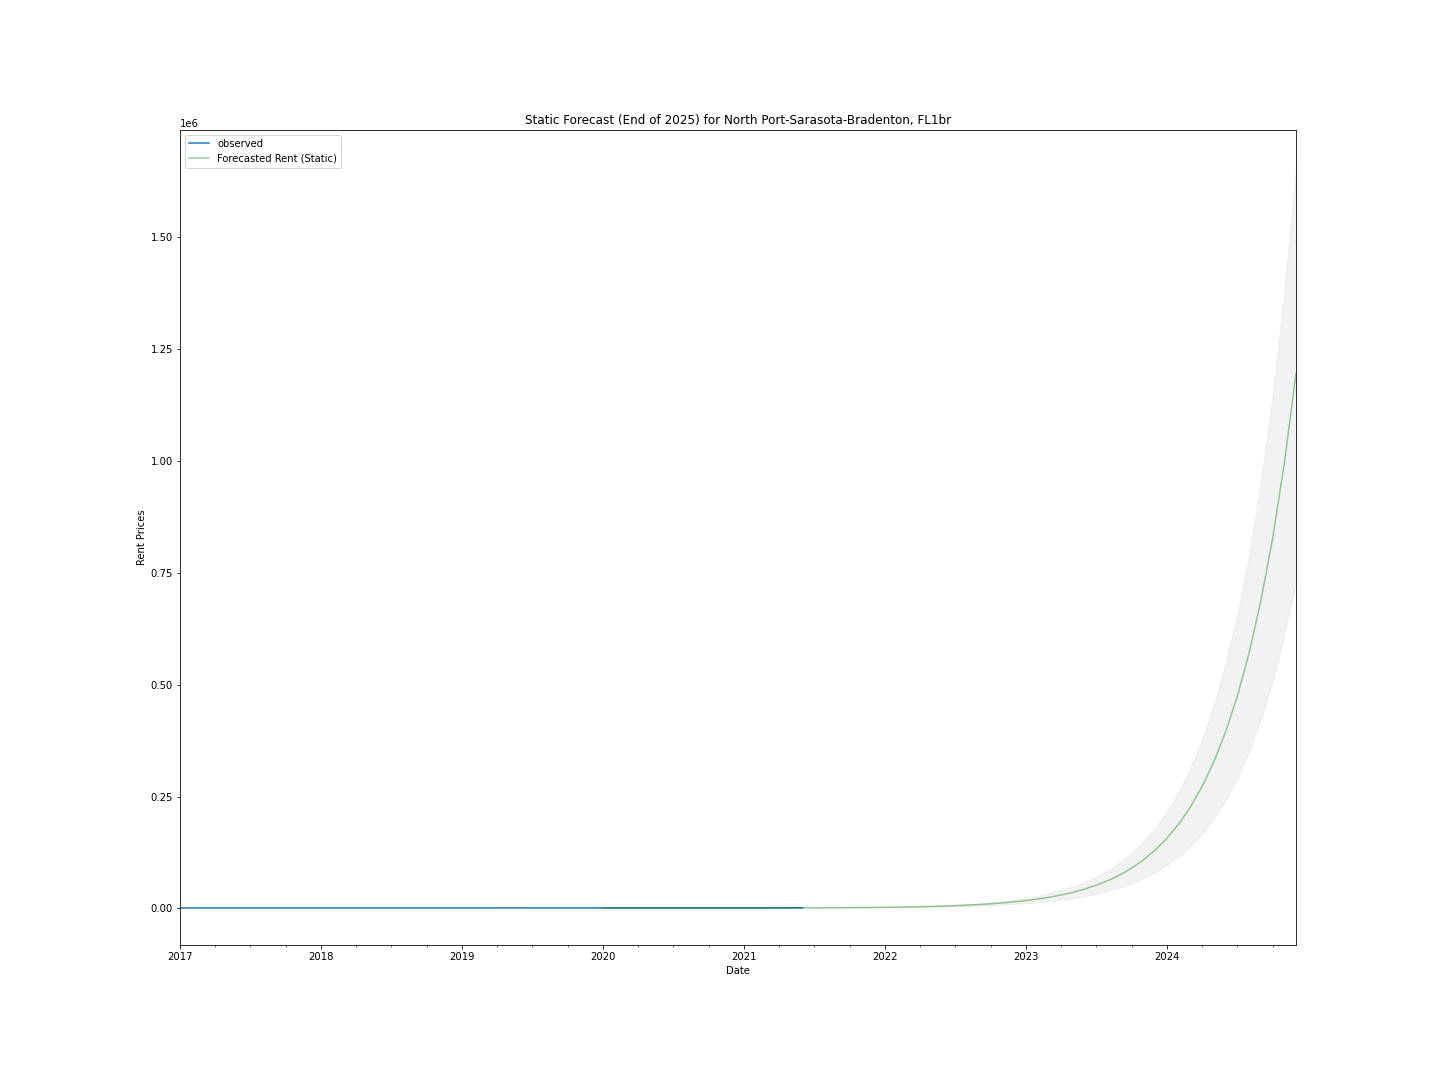 Static Forecast (End of 2025) for North Port-Sarasota-Bradenton, FL1br
1e6
observed
Forecasted Rent (Static)
1.50
1.25
1.00
0.75
0.50
0.25
0.00
Rent Prices
2017 2018 2019 2020 2021 2022 2023 2024
Date